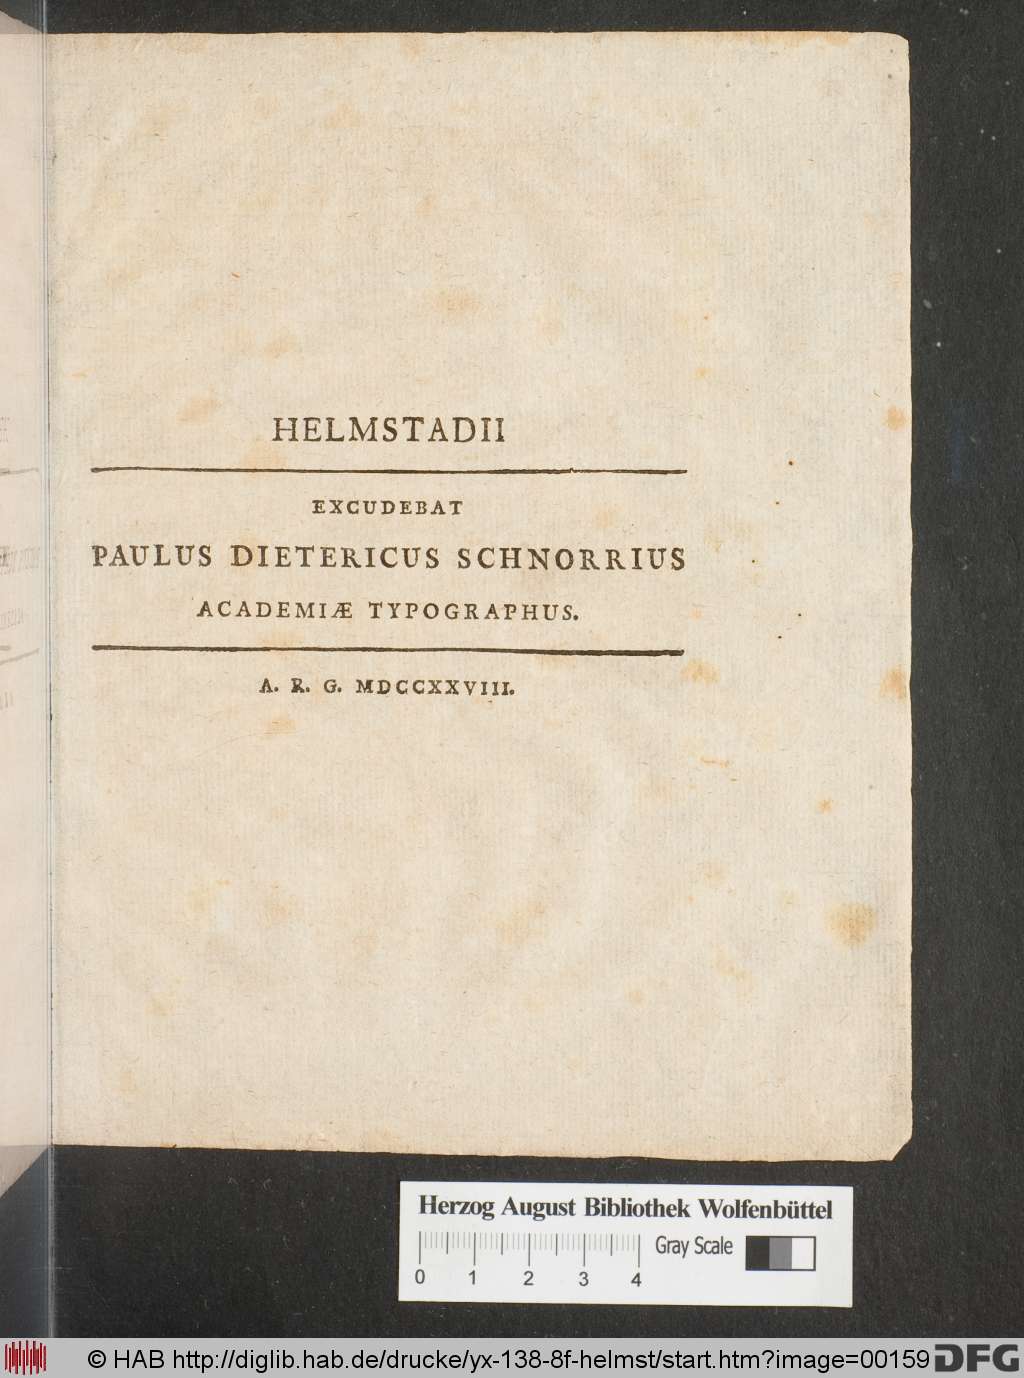 HELMSTADII
EXCUDEBAT
PAULUS DIETERICUS SCHNORRIUS
ACADEMIÆ TYPOGRAPHUS.
A. R. G. MDCCXXVIII.
Herzog August Bibliothek Wolfenbüttel
Gray Scale
0 1 2 3 4
© HAB http://diglib.hab.de/drucke/yx-138-8f-helmst/start.htm?image=00159
DFG